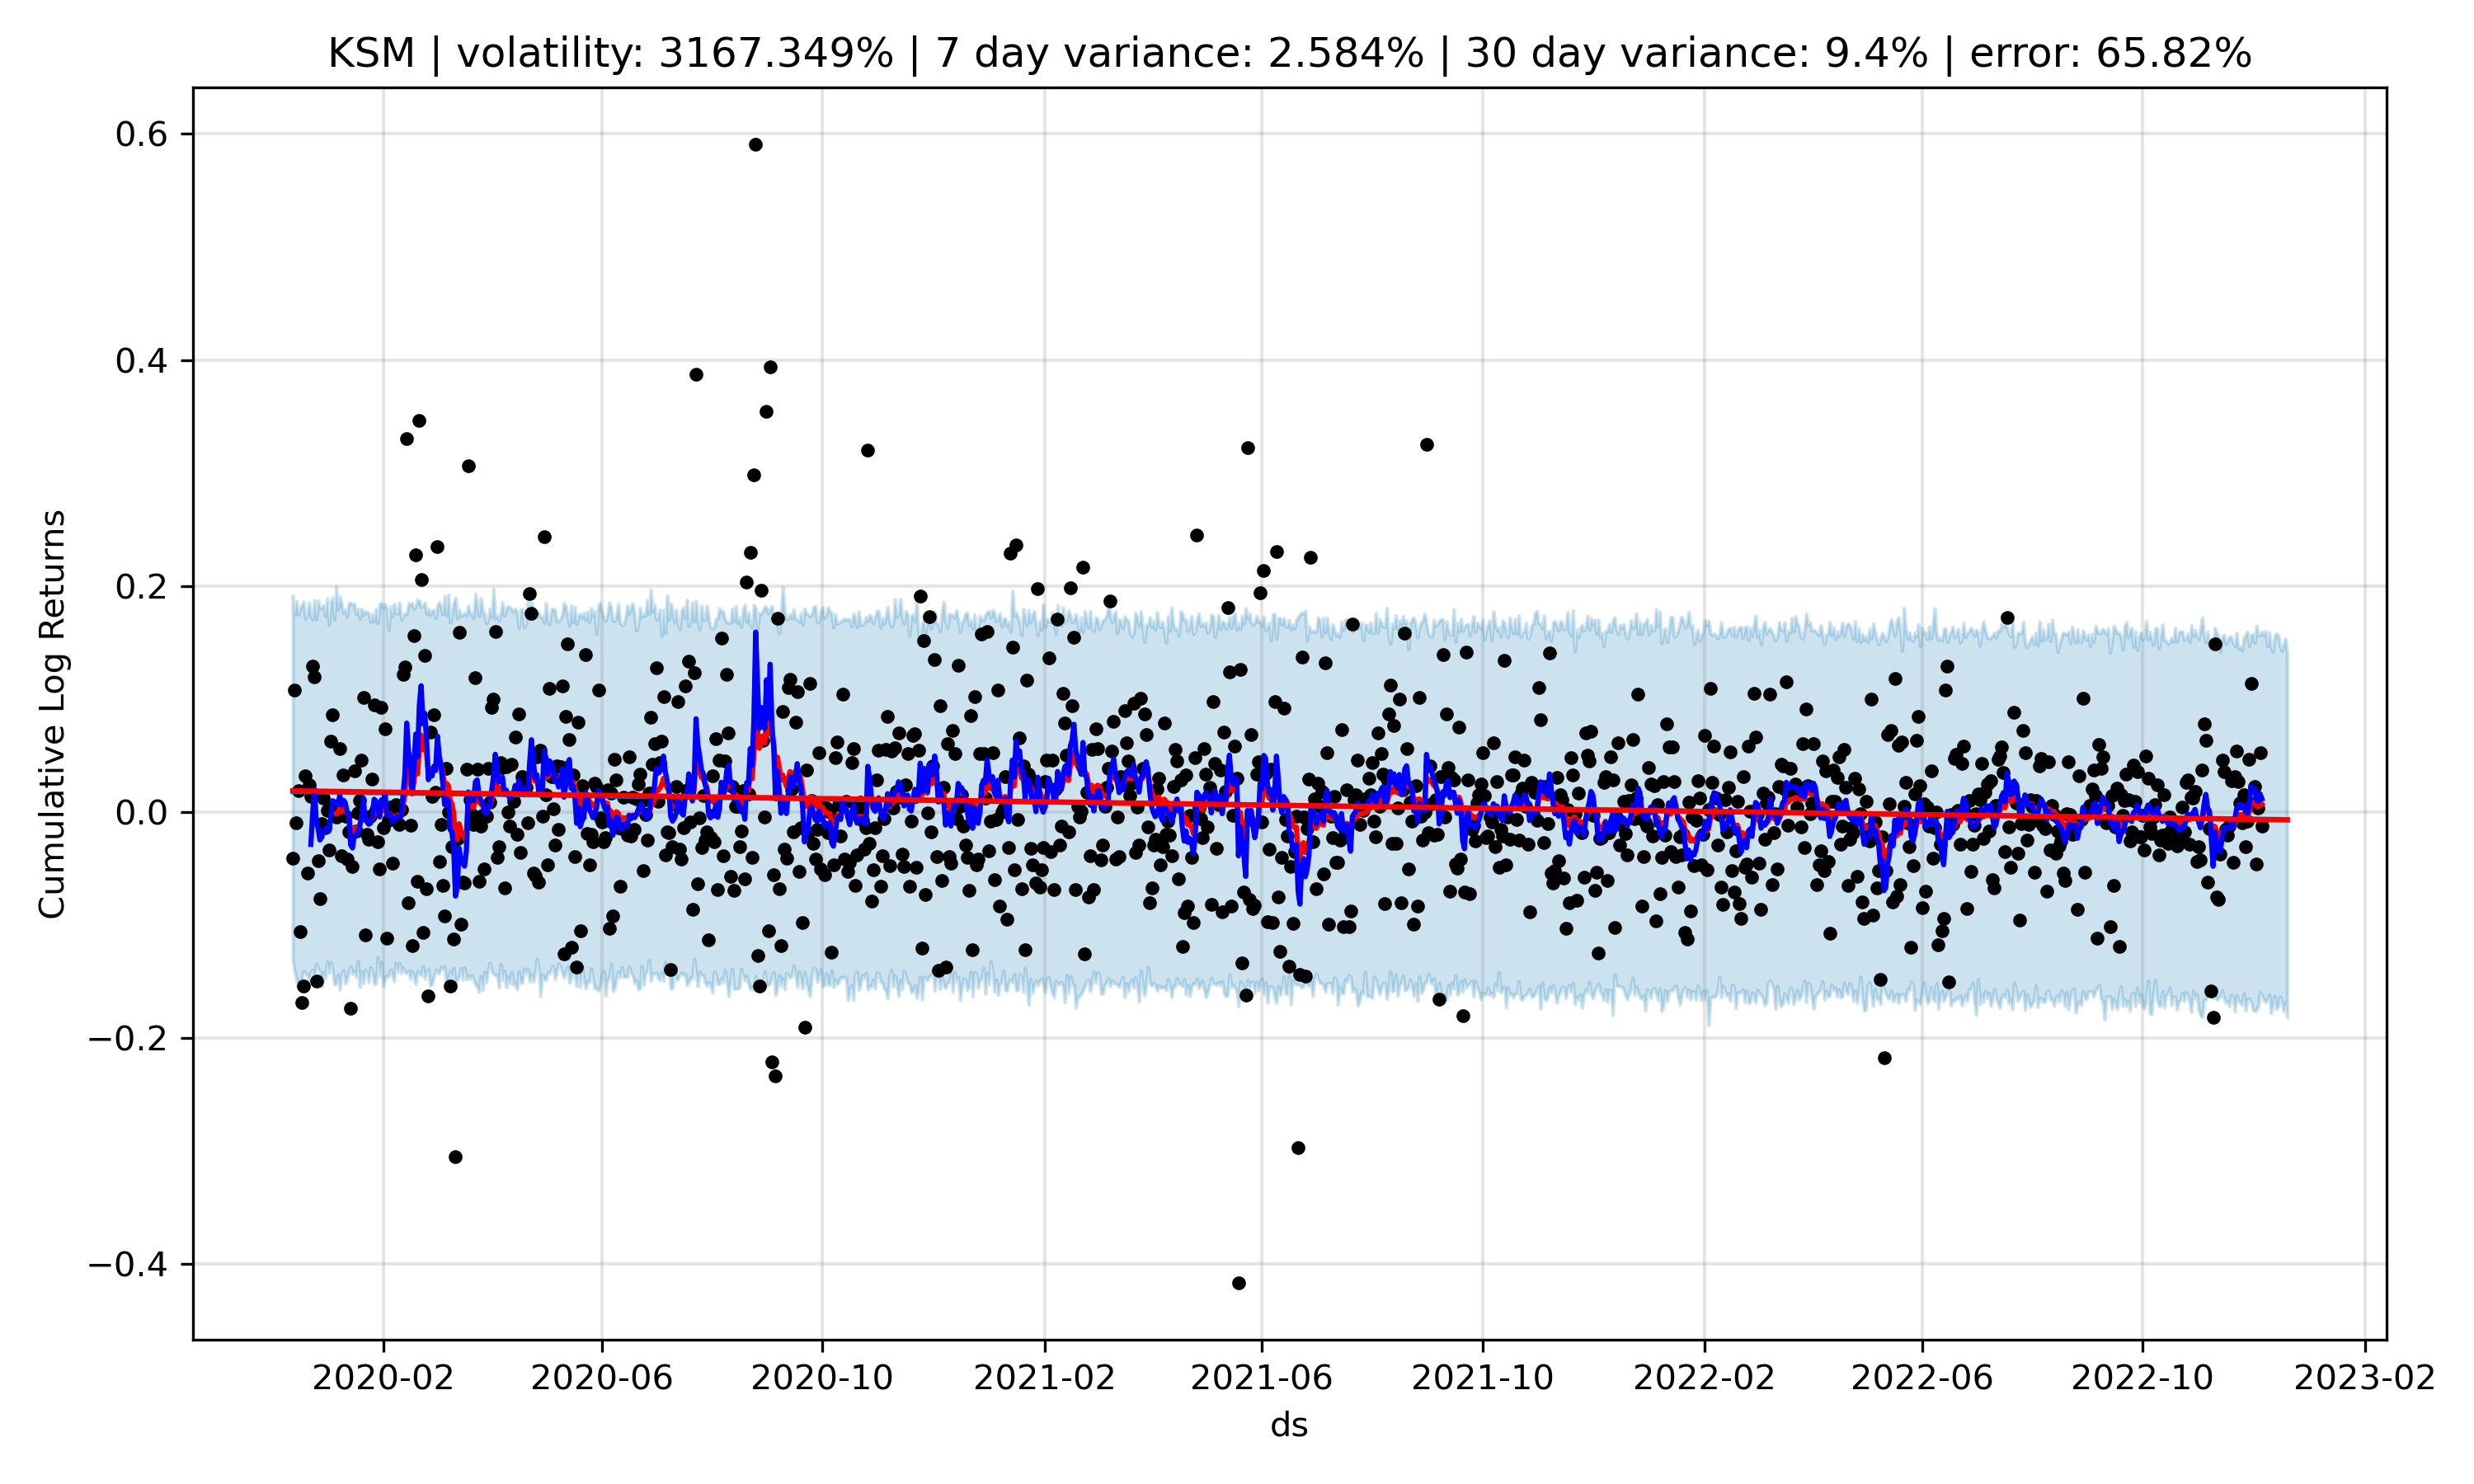 KSM | volatility: 3167.349% | 7 day variance: 2.584% | 30 day variance: 9.4% | error: 65.82%
0.6
0.4
0.2
0.0
−0.2
−0.4
Cumulative Log Returns
2020-02 2020-06 2020-10 2021-02 2021-06 2021-10 2022-02 2022-06 2022-10 2023-02
ds